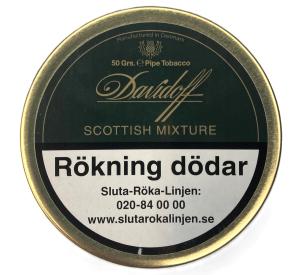 Manufactured in Denmark
50 Grs. ℮ Pipe Tobacco
Davidoff
SCOTTISH MIXTURE
Rökning dödar
Sluta-Röka-Linjen:
020-84 00 00
www.slutarokalinjen.se